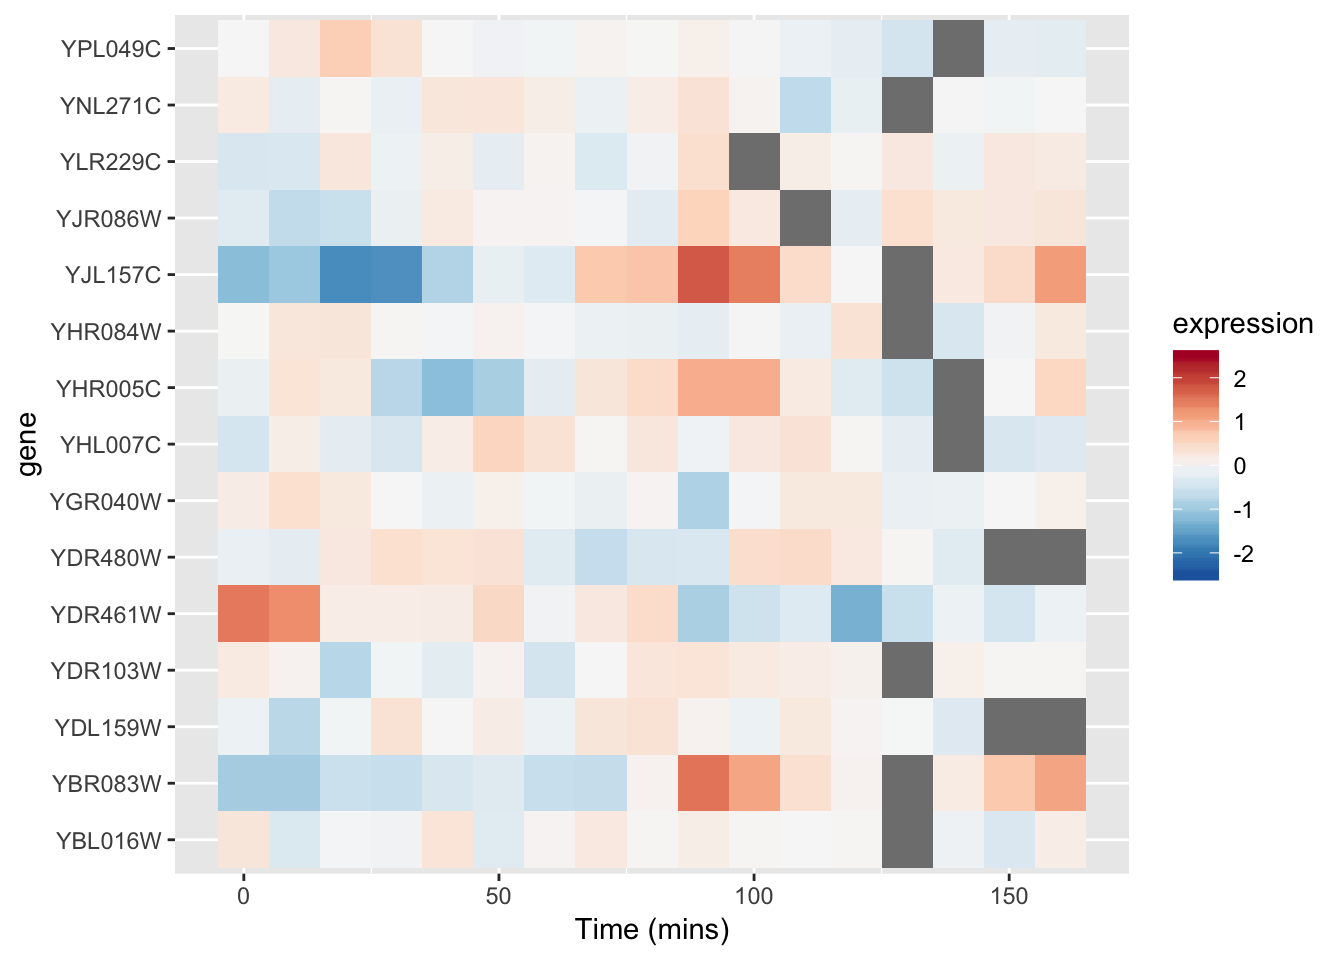 YPL049C
YNL271C
YLR229C
YJR086W
YJL157C
YHR084W
YHR005C
YHL007C
YGR040W
YDR480W
YDR461W
YDR103W
YDL159W
YBR083W
YBL016W
gene
0 50 100 150
Time (mins)
expression
2
1
0
-1
-2